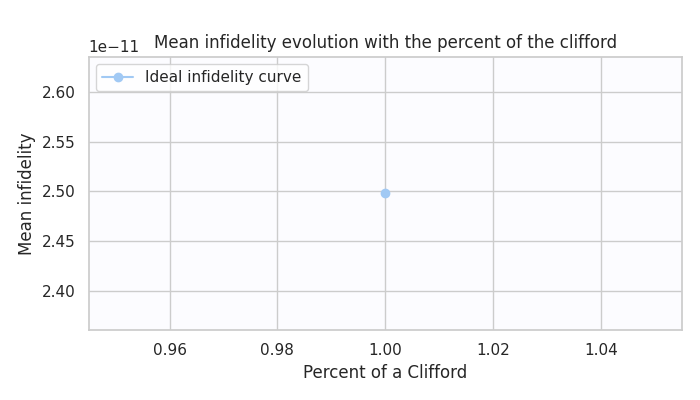 Mean infidelity evolution with the percent of the clifford
1e−11
Ideal infidelity curve
Mean infidelity
2.60
2.55
2.50
2.45
2.40
0.96
0.98
1.00
1.02
1.04
Percent of a Clifford